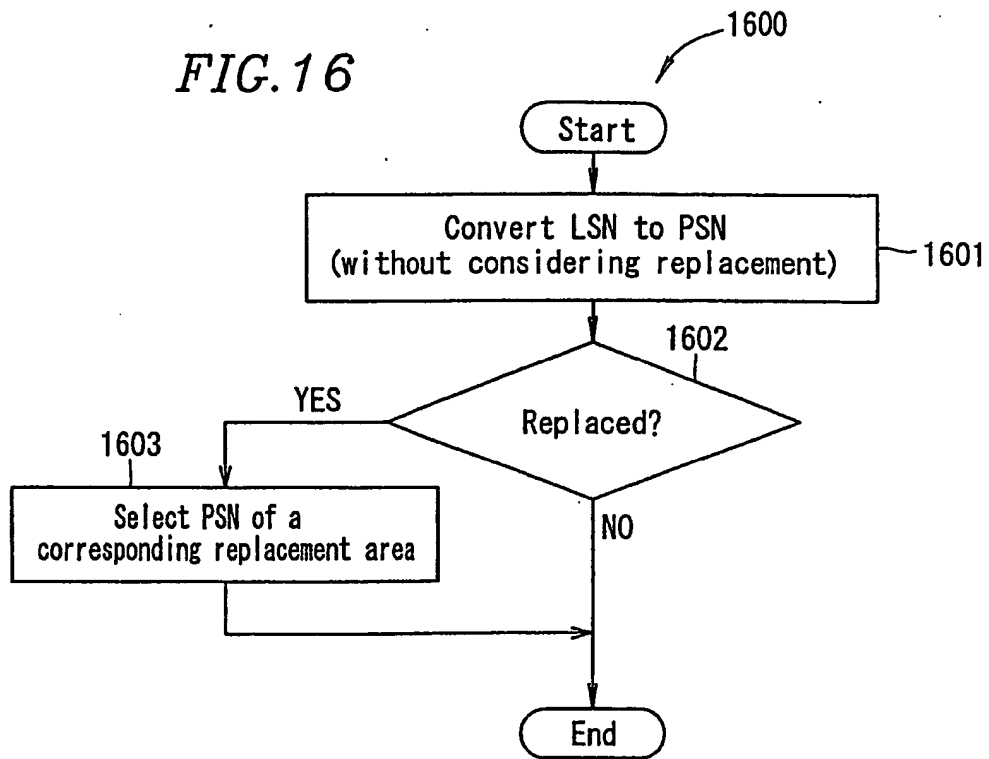 FIG. 16
1600
Start
Convert LSN to PSN
(without considering replacement)
1601
1602
Replaced?
YES
1603
Select PSN of a
corresponding replacement area
NO
End